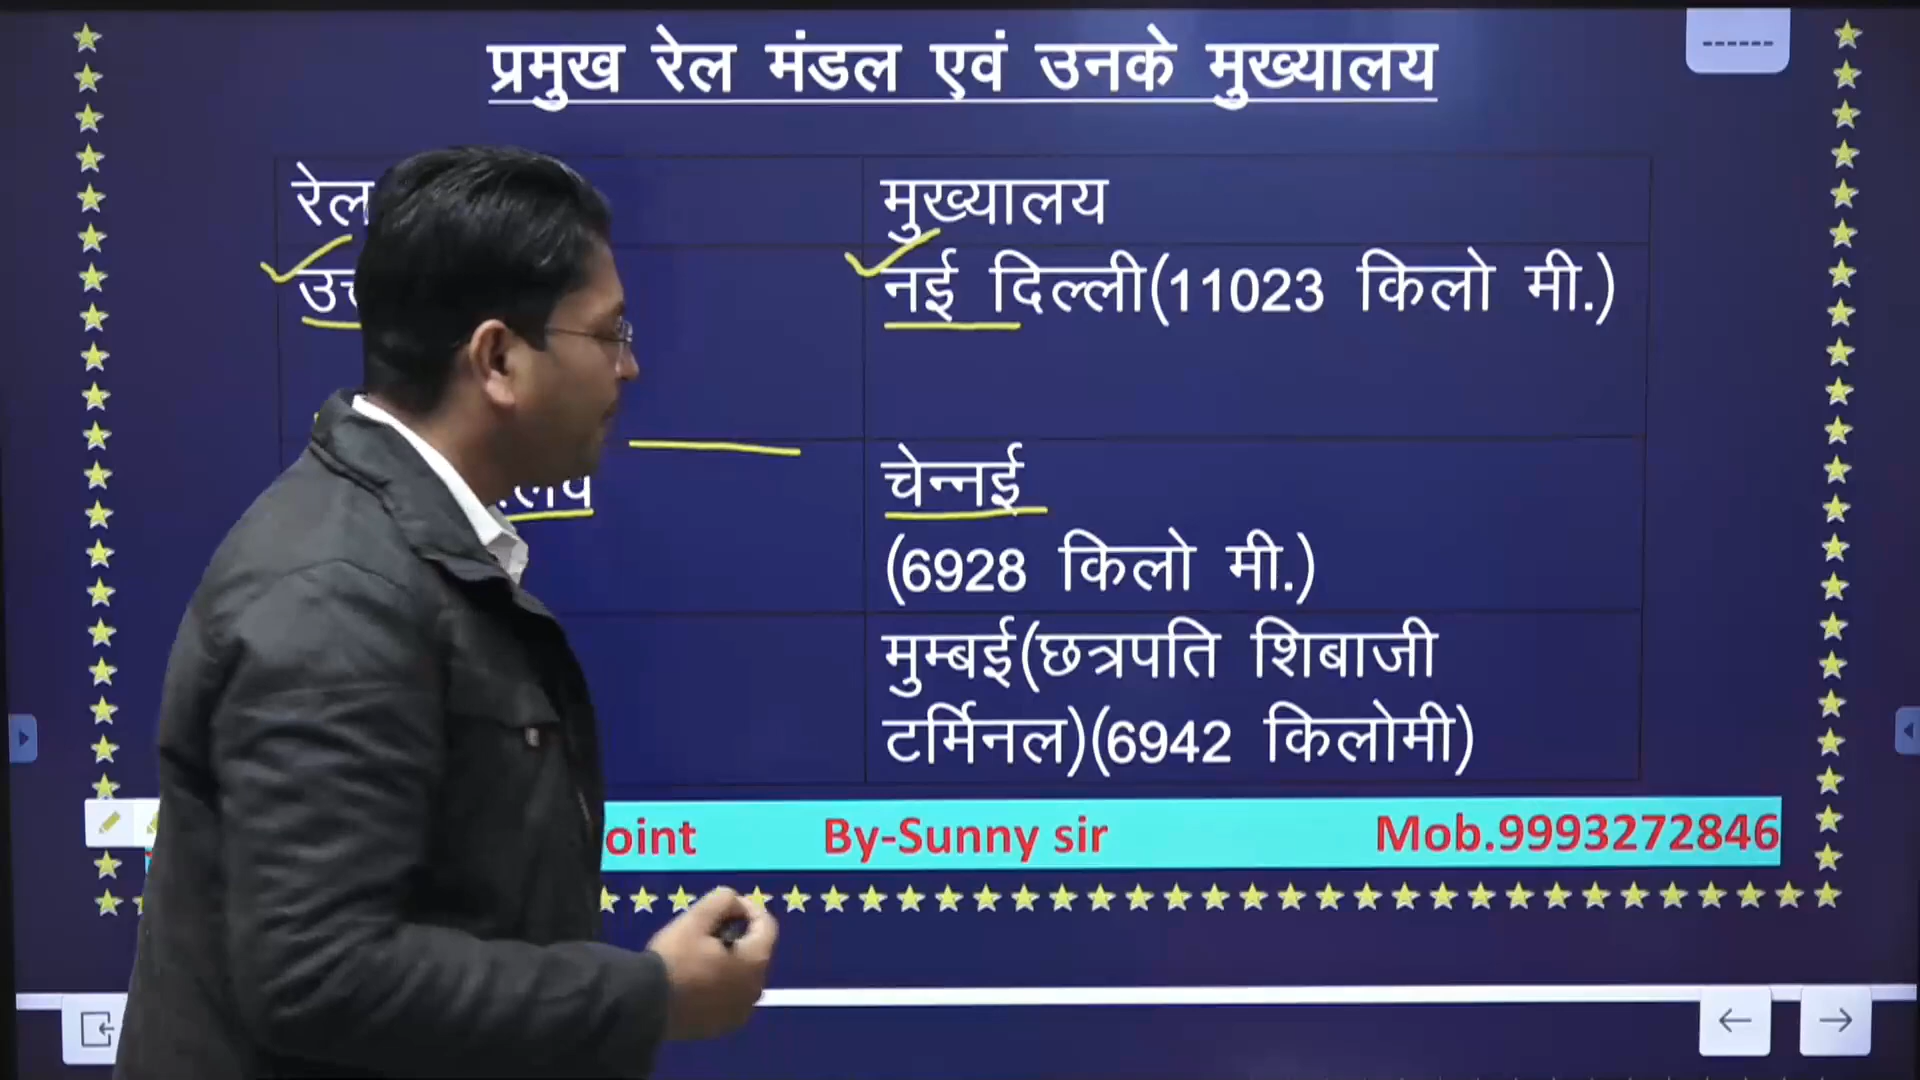 प्रमुख रेल मंडल एवं उनके मुख्यालय
रेल मुख्यालय
नई दिल्ली(11023 किलो मी.)
चेन्नई
(6928 किलो मी.)
मुम्बई(छत्रपति शिबाजी
टर्मिनल)(6942 किलोमी)
By-Sunny sir Mob.9993272846